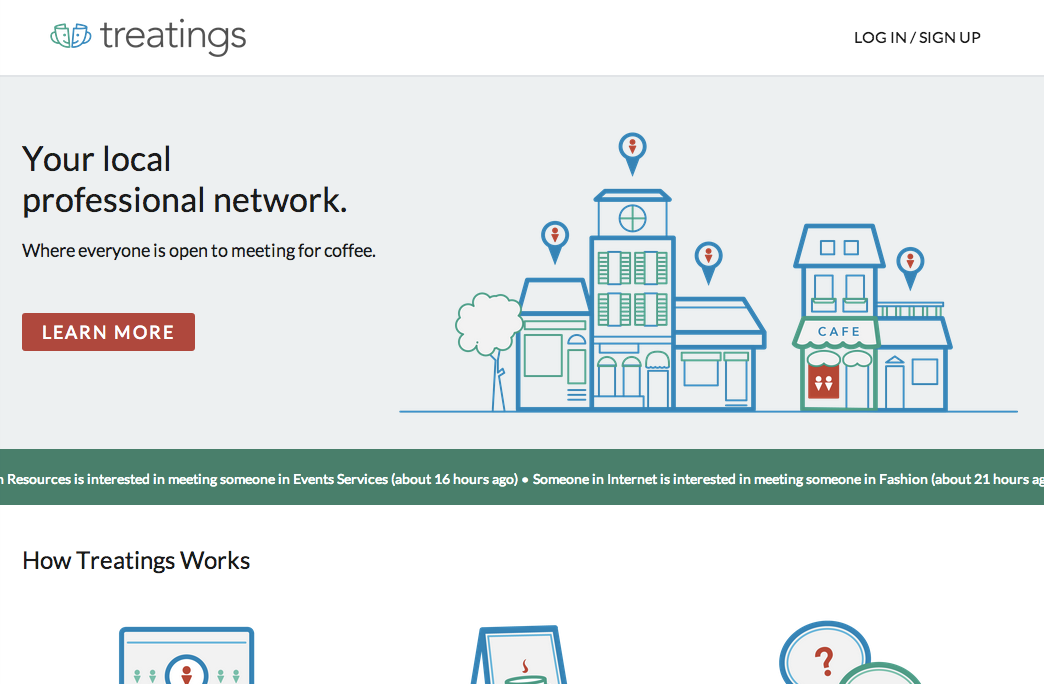 treatings
LOG IN / SIGN UP
Your local
professional network.
Where everyone is open to meeting for coffee.
LEARN MORE
CAFE
Resources is interested in meeting someone in Events Services (about 16 hours ago) • Someone in Internet is interested in meeting someone in Fashion (about 21 hours
How Treatings Works
?